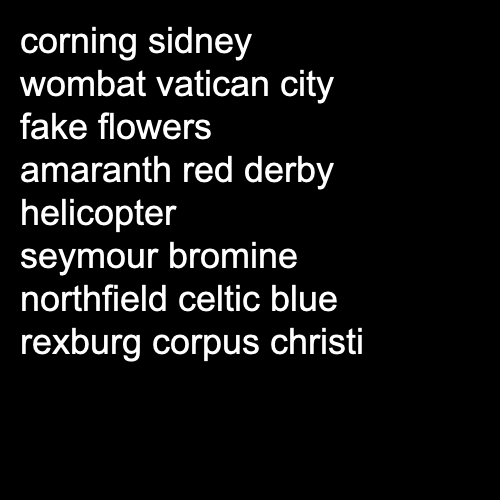 corning sidney
wombat vatican city
fake flowers
amaranth red derby
helicopter
seymour bromine
northfield celtic blue
rexburg corpus christi